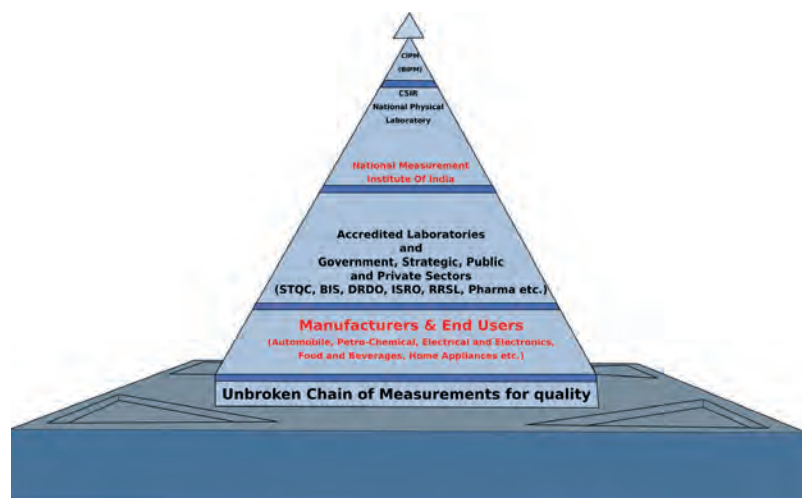 CIPM
(BIPM)
CSIR
National Physical
Laboratory
National Measurement
Institute Of India
Accredited Laboratories
and
Government, Strategic, Public
and Private Sectors
(STQC, BIS, DRDO, ISRO, RRSL, Pharma etc.)
Manufacturers & End Users
(Automobile, Petro-Chemical, Electrical and Electronics,
Food and Beverages, Home Appliances etc.)
Unbroken Chain of Measurements for quality